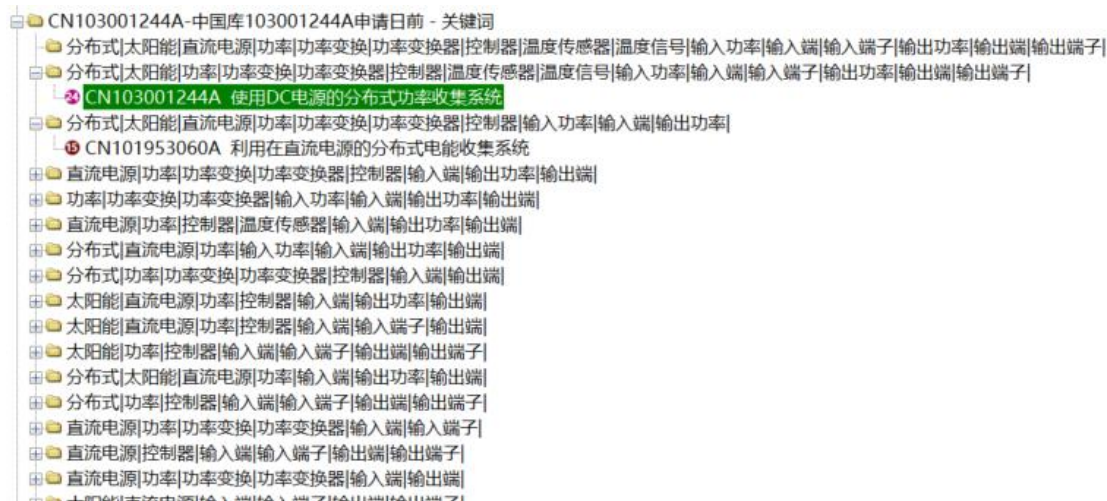 CN103001244A-中国库103001244A申请日前 - 关键词
分布式|太阳能|直流电源|功率|功率变换|功率变换器|控制器|温度传感器|温度信号|输入功率|输入端|输入端子|输出功率|输出端|输出端子|
分布式|太阳能|功率|功率变换|功率变换器|控制器|温度传感器|温度信号|输入功率|输入端|输入端子|输出功率|输出端|输出端子|
24 CN103001244A 使用DC电源的分布式功率收集系统
分布式|太阳能|直流电源|功率|功率变换|功率变换器|控制器|输入功率|输入端|输出功率|
15 CN101953060A 利用在直流电源的分布式电能收集系统
直流电源|功率|功率变换|功率变换器|控制器|输入端|输出功率|输出端|
功率|功率变换|功率变换器|输入功率|输入端|输出功率|输出端|
直流电源|功率|控制器|温度传感器|输入端|输出功率|输出端|
分布式|直流电源|功率|输入功率|输入端|输出功率|输出端|
分布式|功率|功率变换|功率变换器|控制器|输入端|输出端|
太阳能|直流电源|功率|控制器|输入端|输出功率|输出端|
太阳能|直流电源|功率|控制器|输入端|输入端子|输出端|
太阳能|功率|控制器|输入端|输入端子|输出端|输出端子|
分布式|太阳能|直流电源|功率|输入端|输出功率|输出端|
分布式|功率|控制器|输入端|输入端子|输出端|输出端子|
直流电源|功率|功率变换|功率变换器|输入端|输入端子|
直流电源|控制器|输入端|输入端子|输出端|输出端子|
直流电源|功率|功率变换|功率变换器|输入端|输出端|
太阳能|直流电源|输入端|输入端子|输出端|输出端子|